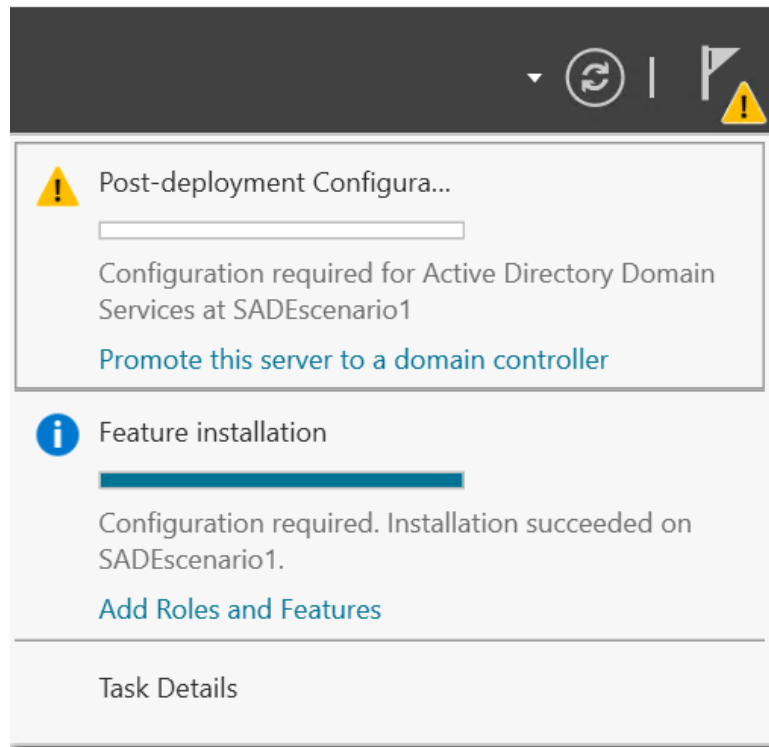 Post-deployment Configura...
Configuration required for Active Directory Domain
Services at SADEscenario1
Promote this server to a domain controller
Feature installation
Configuration required. Installation succeeded on
SADEscenario1.
Add Roles and Features
Task Details